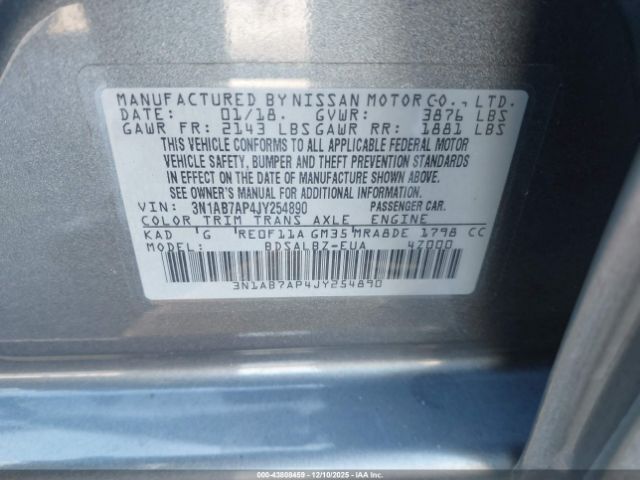 MANUFACTURED BY NISSAN MOTOR CO., LTD.
DATE: 01/18. GVWR: 3876 LBS
GAWR FR: 2143 LBS GAWR RR: 1881 LBS
THIS VEHICLE CONFORMS TO ALL APPLICABLE FEDERAL MOTOR
VEHICLE SAFETY, BUMPER AND THEFT PREVENTION STANDARDS
IN EFFECT ON THE DATE OF MANUFACTURE SHOWN ABOVE.
SEE OWNER'S MANUAL FOR ADDITIONAL INFORMATION.
VIN: 3N1AB7AP4JY254890 PASSENGER CAR.
COLOR TRIM TRANS AXLE ENGINE
KAD G RE0F11A GM35 MRA8DE 1798 CC
MODEL: BDSALBZ-EUA 47000
3N1AB7AP4JY254890
000-43808459 - 12/10/2025 - IAAI.COM